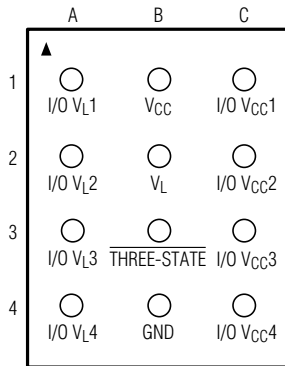 A B C
1
I/O VL1 VCC I/O VCC1
2
I/O VL2 VL I/O VCC2
3
I/O VL3 THREE-STATE I/O VCC3
4
I/O VL4 GND I/O VCC4